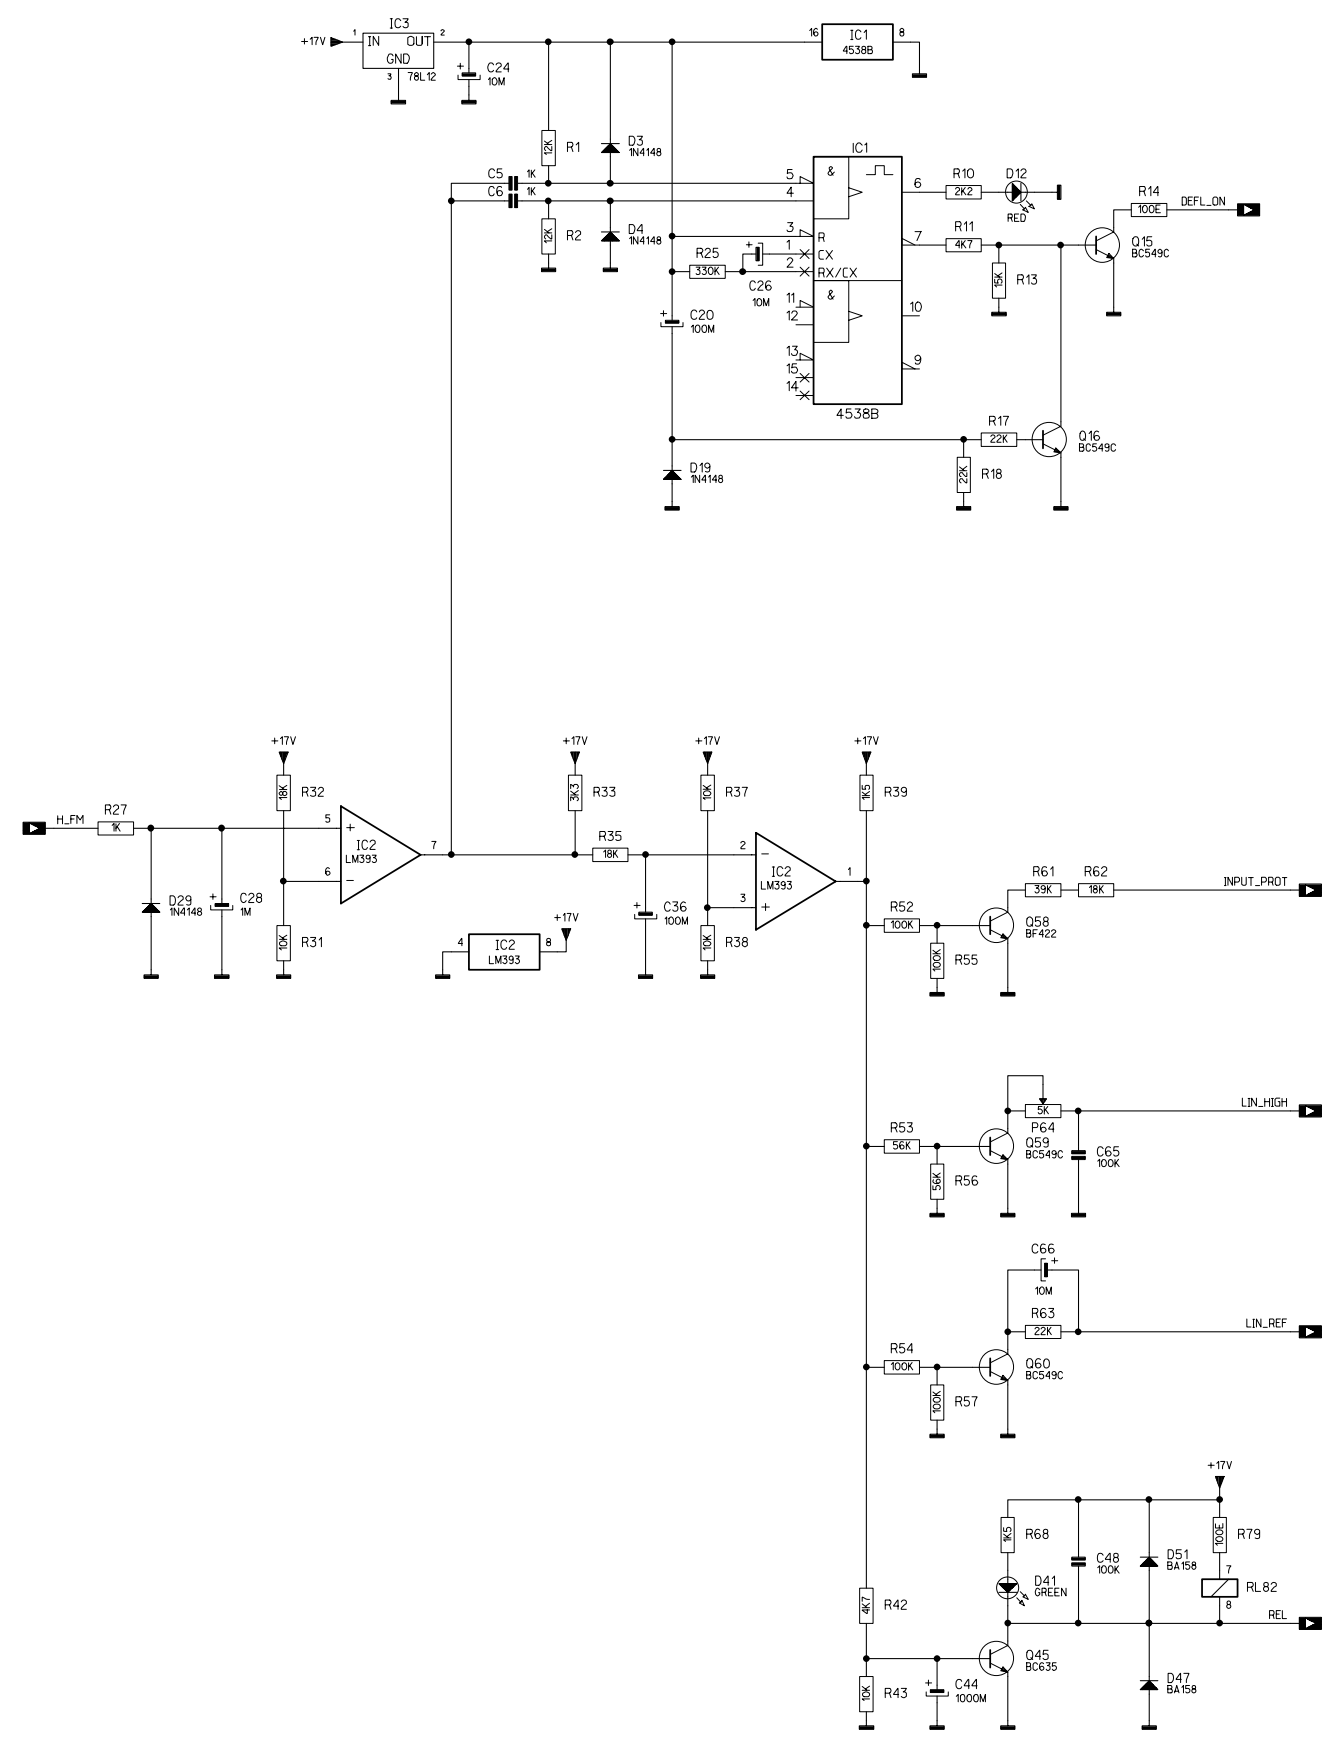 IC3
+17V
1
IN OUT
2
GND
3
78L12
+
C24
10M
16
IC1
4538B
8
12K
R1
D3
1N4148
IC1
C5
1K
C6
1K
5
4
&
6
R10
2K2
D12
RED
R14
100E
DEFL_ON
12K
R2
D4
1N4148
3
R
1
CX
2
RX/CX
7
R11
4K7
Q15
BC549C
R25
330K
+
C26
10M
15K
R13
11
12
&
10
+
C20
100M
13
15
14
9
4538B
R17
22K
Q16
BC549C
D19
1N4148
22K
R18
+17V
+17V
+17V
+17V
18K
R32
3K3
R33
10K
R37
1K5
R39
H_FM
R27
1K
5
+
6
−
IC2
LM393
7
R35
18K
2
−
3
+
IC2
LM393
1
D29
1N4148
+
C28
1M
10K
R31
4
IC2
LM393
8
+17V
+
C36
100M
10K
R38
R52
100K
100K
R55
R61
39K
R62
18K
INPUT_PROT
Q58
BF422
LIN_HIGH
5K
P64
R53
56K
56K
R56
Q59
BC549C
C65
100K
C66
+
10M
R63
22K
LIN_REF
R54
100K
100K
R57
Q60
BC549C
+17V
1K5
R68
C48
100K
D51
BA158
100E
R79
D41
GREEN
7
RL82
8
4K7
R42
REL
Q45
BC635
10K
R43
+
C44
1000M
D47
BA158